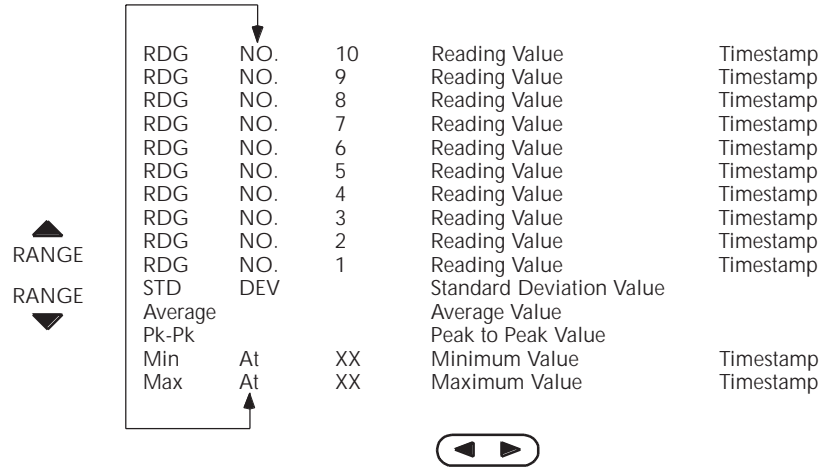 RDG NO. 10 Reading Value Timestamp
RDG NO. 9 Reading Value Timestamp
RDG NO. 8 Reading Value Timestamp
RDG NO. 7 Reading Value Timestamp
RDG NO. 6 Reading Value Timestamp
RDG NO. 5 Reading Value Timestamp
RDG NO. 4 Reading Value Timestamp
RDG NO. 3 Reading Value Timestamp
RDG NO. 2 Reading Value Timestamp
RANGE
RDG NO. 1 Reading Value Timestamp
STD DEV Standard Deviation Value
RANGE
Average Average Value
Pk-Pk Peak to Peak Value
Min At XX Minimum Value Timestamp
Max At XX Maximum Value Timestamp